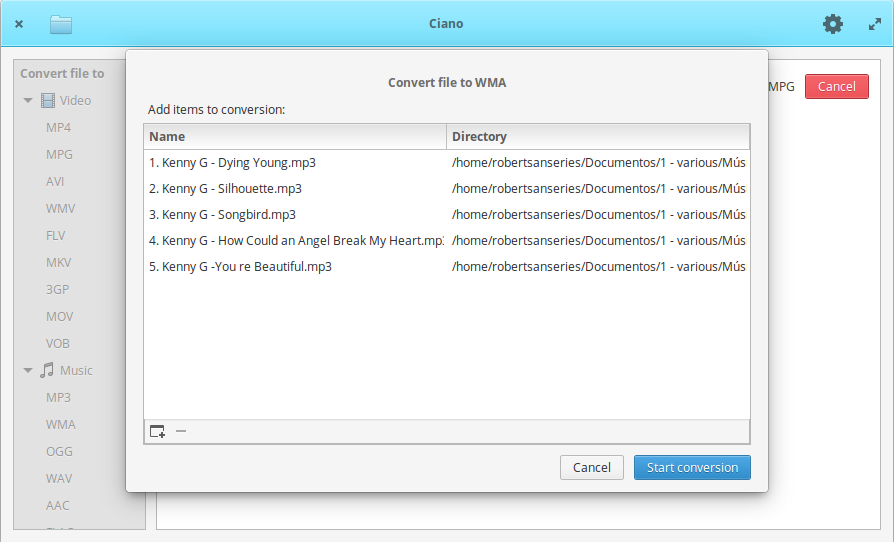 Ciano
Convert file to
Video
MP4
MPG
AVI
WMV
FLV
MKV
3GP
MOV
VOB
Music
MP3
WMA
OGG
WAV
AAC
MPG Cancel
Convert file to WMA
Add items to conversion:
Name Directory
1. Kenny G - Dying Young.mp3 /home/robertsanseries/Documentos/1 - various/Mús
2. Kenny G - Silhouette.mp3 /home/robertsanseries/Documentos/1 - various/Mús
3. Kenny G - Songbird.mp3 /home/robertsanseries/Documentos/1 - various/Mús
4. Kenny G - How Could an Angel Break My Heart.mp3 /home/robertsanseries/Documentos/1 - various/Mús
5. Kenny G -You re Beautiful.mp3 /home/robertsanseries/Documentos/1 - various/Mús
Cancel Start conversion